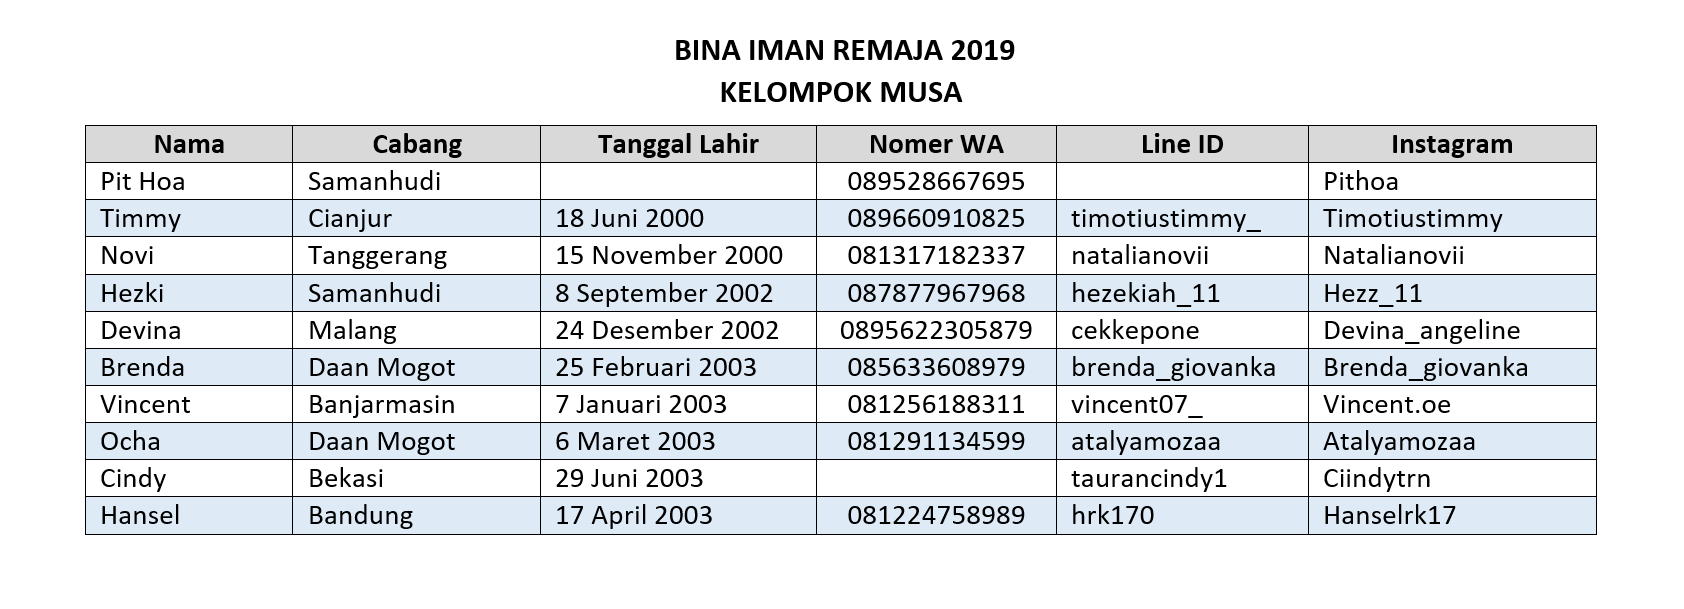 BINA IMAN REMAJA 2019
KELOMPOK MUSA
Nama Cabang Tanggal Lahir Nomer WA Line ID Instagram
Pit Hoa Samanhudi 089528667695 Pithoa
Timmy Cianjur 18 Juni 2000 089660910825 timotiustimmy_ Timotiustimmy
Novi Tanggerang 15 November 2000 081317182337 natalianovii Natalianovii
Hezki Samanhudi 8 September 2002 087877967968 hezekiah_11 Hezz_11
Devina Malang 24 Desember 2002 0895622305879 cekkepone Devina_angeline
Brenda Daan Mogot 25 Februari 2003 085633608979 brenda_giovanka Brenda_giovanka
Vincent Banjarmasin 7 Januari 2003 081256188311 vincent07_ Vincent.oe
Ocha Daan Mogot 6 Maret 2003 081291134599 atalyamozaa Atalyamozaa
Cindy Bekasi 29 Juni 2003 taurancindy1 Ciindytrn
Hansel Bandung 17 April 2003 081224758989 hrk170 Hanselrk17